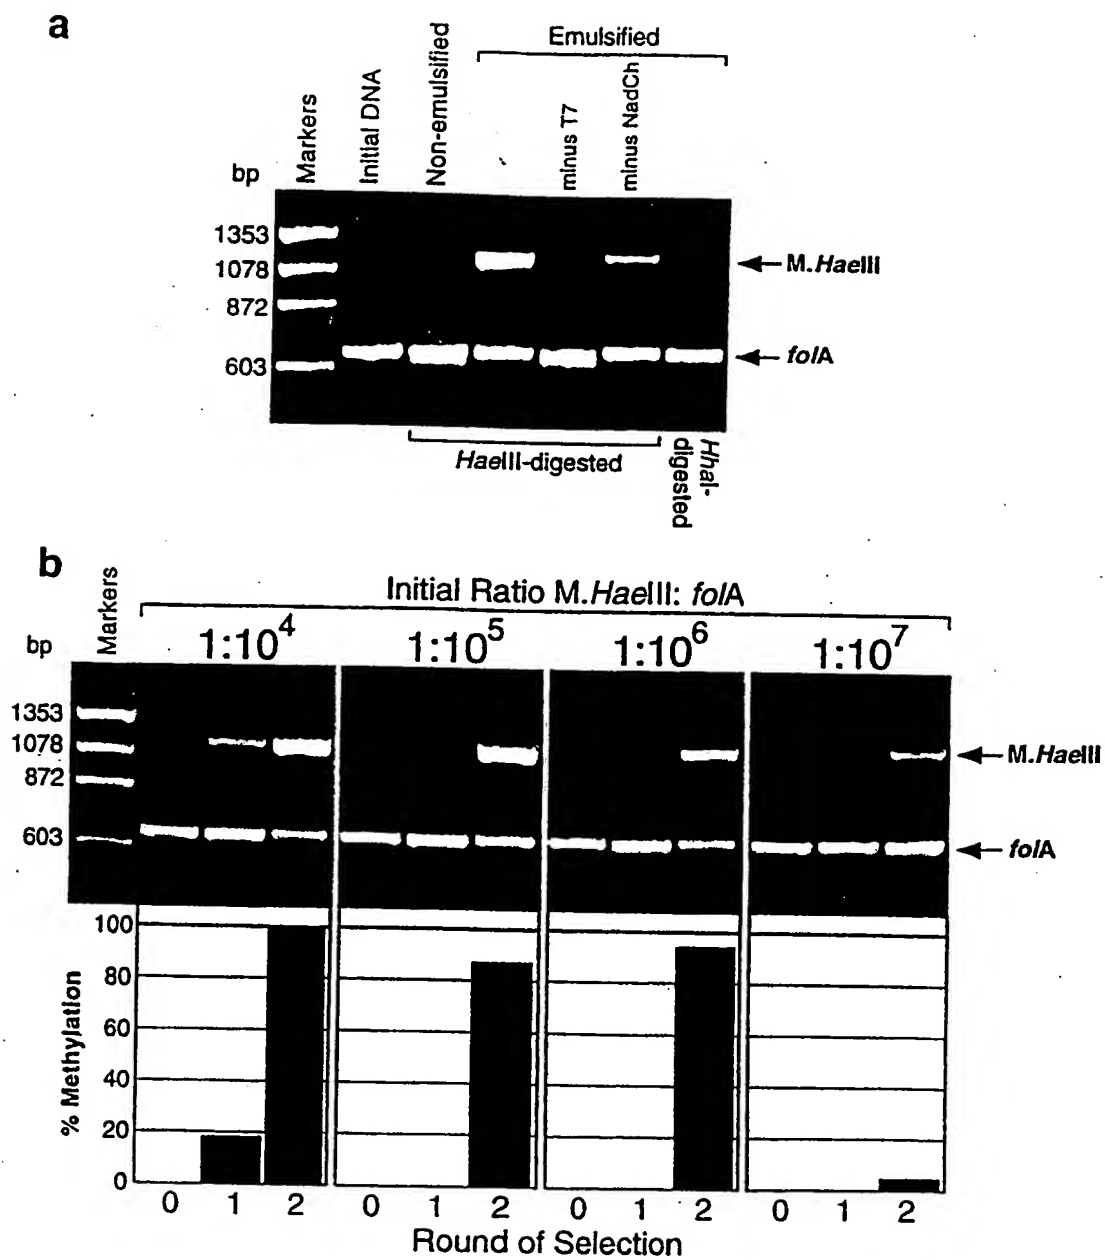 a
Emulsified
Markers
Initial DNA
Non-emulsified
minus T7
minus NadCh
bp
1353
1078
872
603
M.HaeIII
folA
HaeIII-digested
HhaI-
digested
b
Markers
Initial Ratio M.HaeIII: folA
bp
1:10⁴ 1:10⁵ 1:10⁶ 1:10⁷
1353
1078
872
603
M.HaeIII
folA
% Methylation
100
80
60
40
20
0
0 1 2 0 1 2 0 1 2 0 1 2
Round of Selection